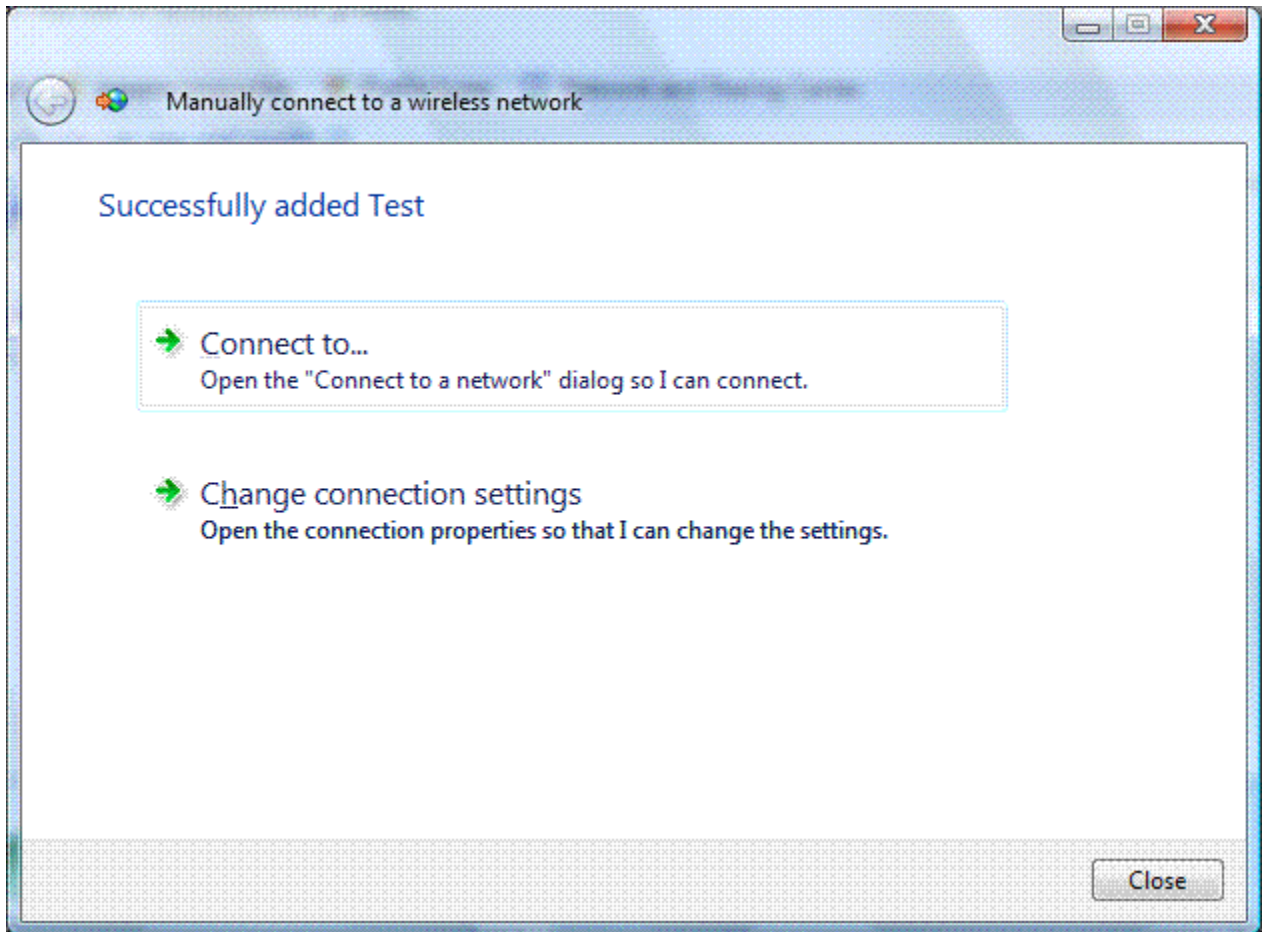 Manually connect to a wireless network
Successfully added Test
Connect to...
Open the "Connect to a network" dialog so I can connect.
Change connection settings
Open the connection properties so that I can change the settings.
Close